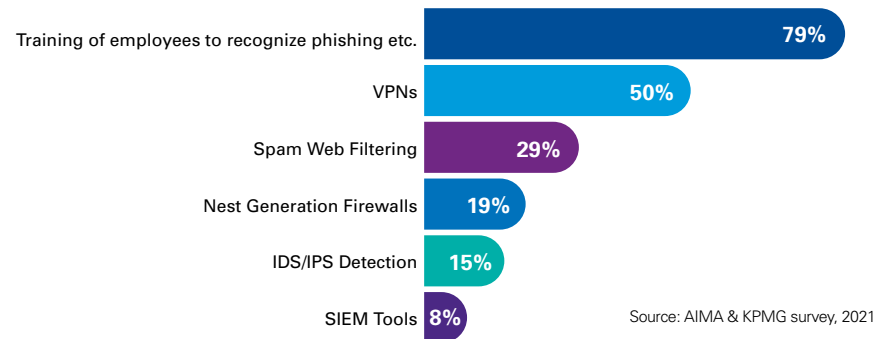 Training of employees to recognize phishing etc. 79%
VPNs 50%
Spam Web Filtering 29%
Nest Generation Firewalls 19%
IDS/IPS Detection 15%
SIEM Tools 8%
Source: AIMA & KPMG survey, 2021